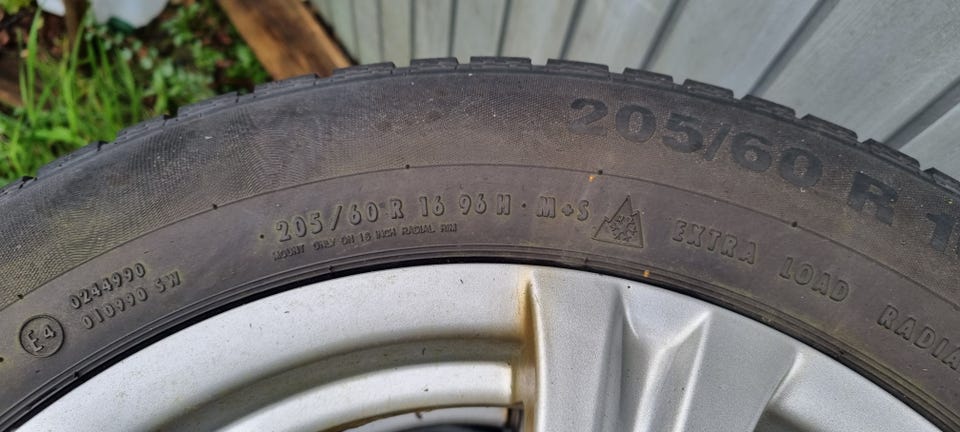 205/60 R 1
· 205/60 R 16 96 H · M+S EXTRA LOAD RADIA
MOUNT ONLY ON 16 INCH RADIAL RIM
0244990
010990 SW
E4